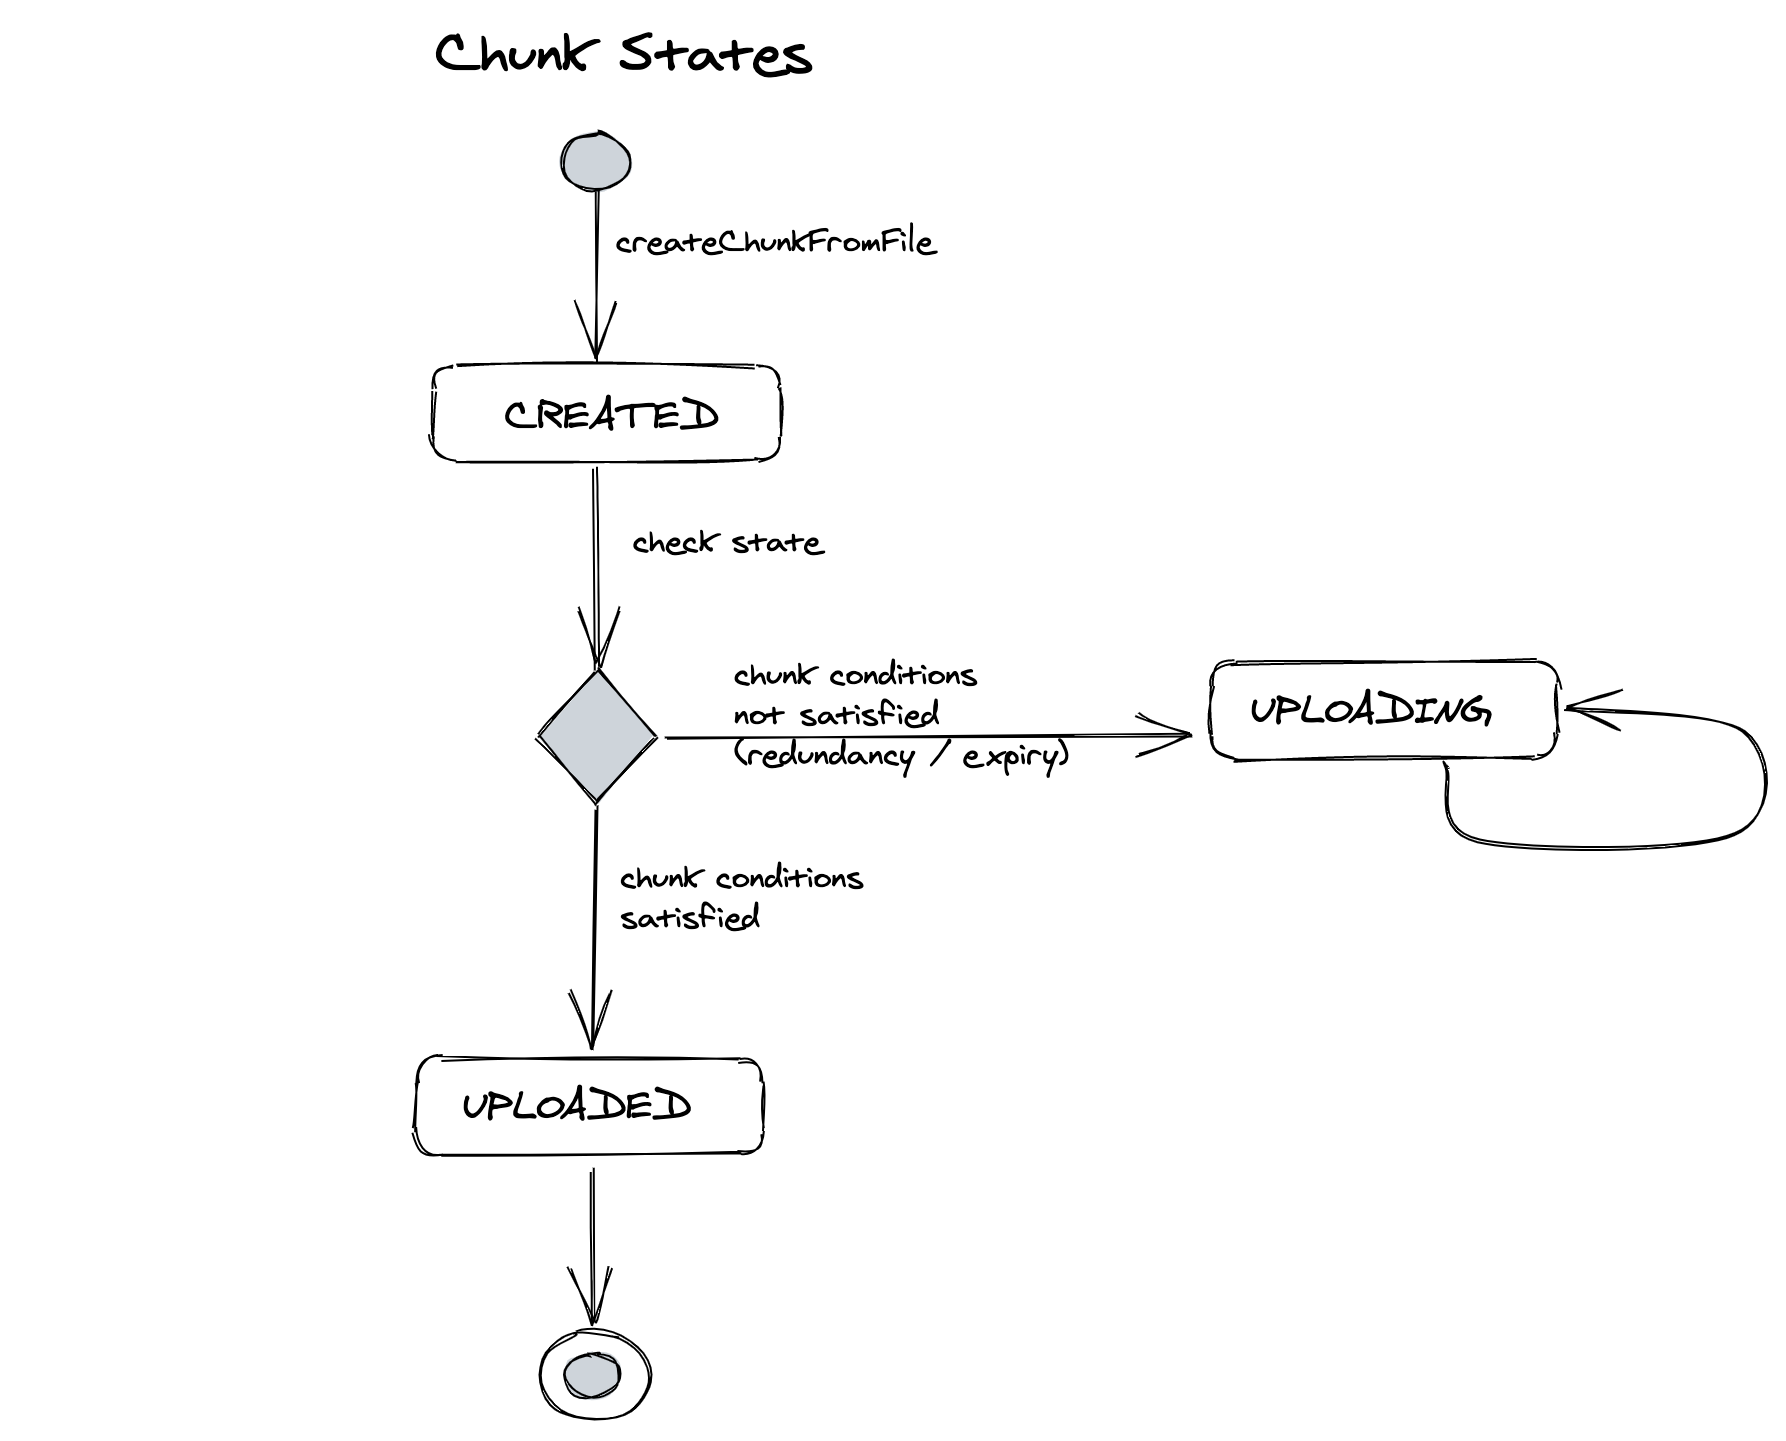 Chunk States
createChunkFromFile
CREATED
check state
chunk conditions
not satisfied
(redundancy / expiry)
UPLOADING
chunk conditions
satisfied
UPLOADED